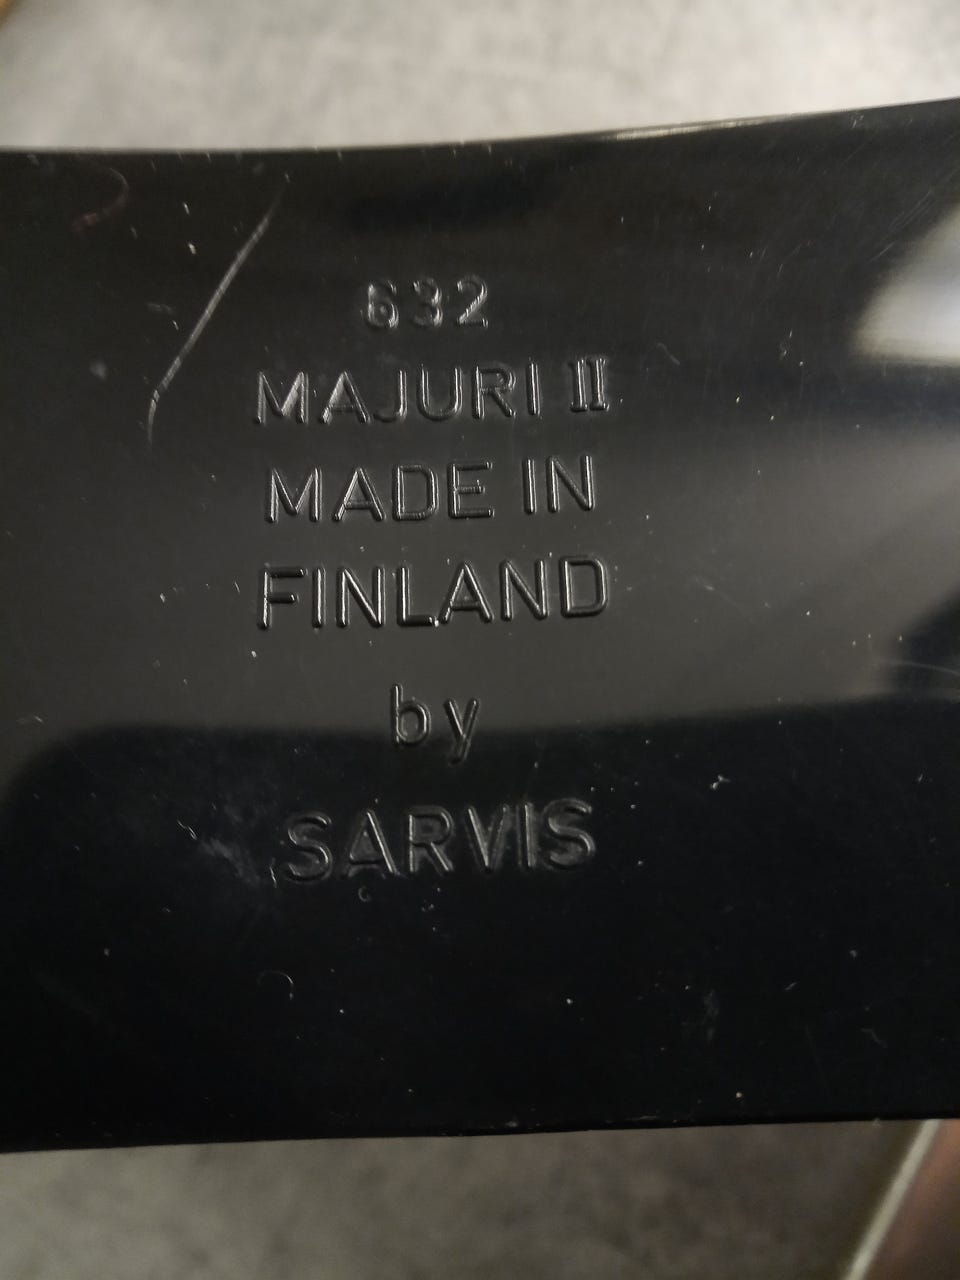 632
MAJURI II
MADE IN
FINLAND
by
SARVIS